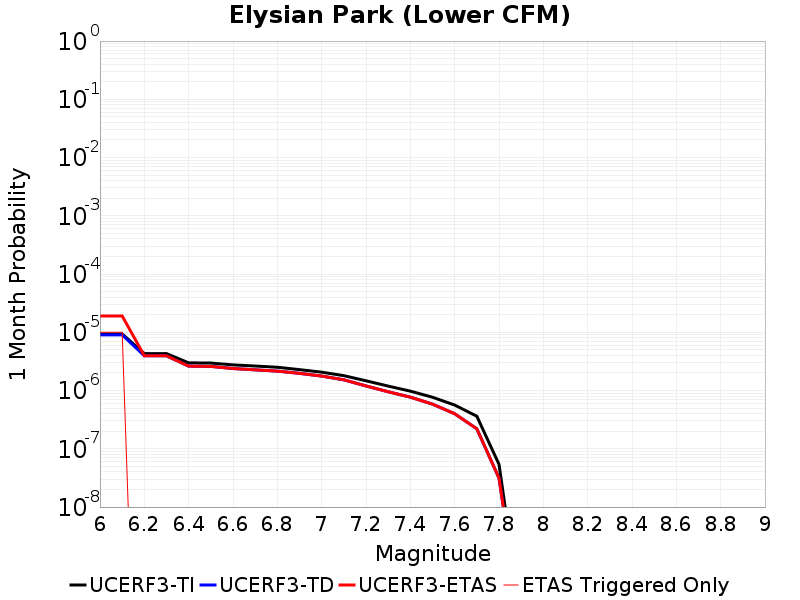 Elysian Park (Lower CFM)
10^0
10^-1
10^-2
10^-3
10^-4
10^-5
10^-6
10^-7
10^-8
1 Month Probability
6 6.2 6.4 6.6 6.8 7 7.2 7.4 7.6 7.8 8 8.2 8.4 8.6 8.8 9
Magnitude
UCERF3-TI UCERF3-TD UCERF3-ETAS ETAS Triggered Only